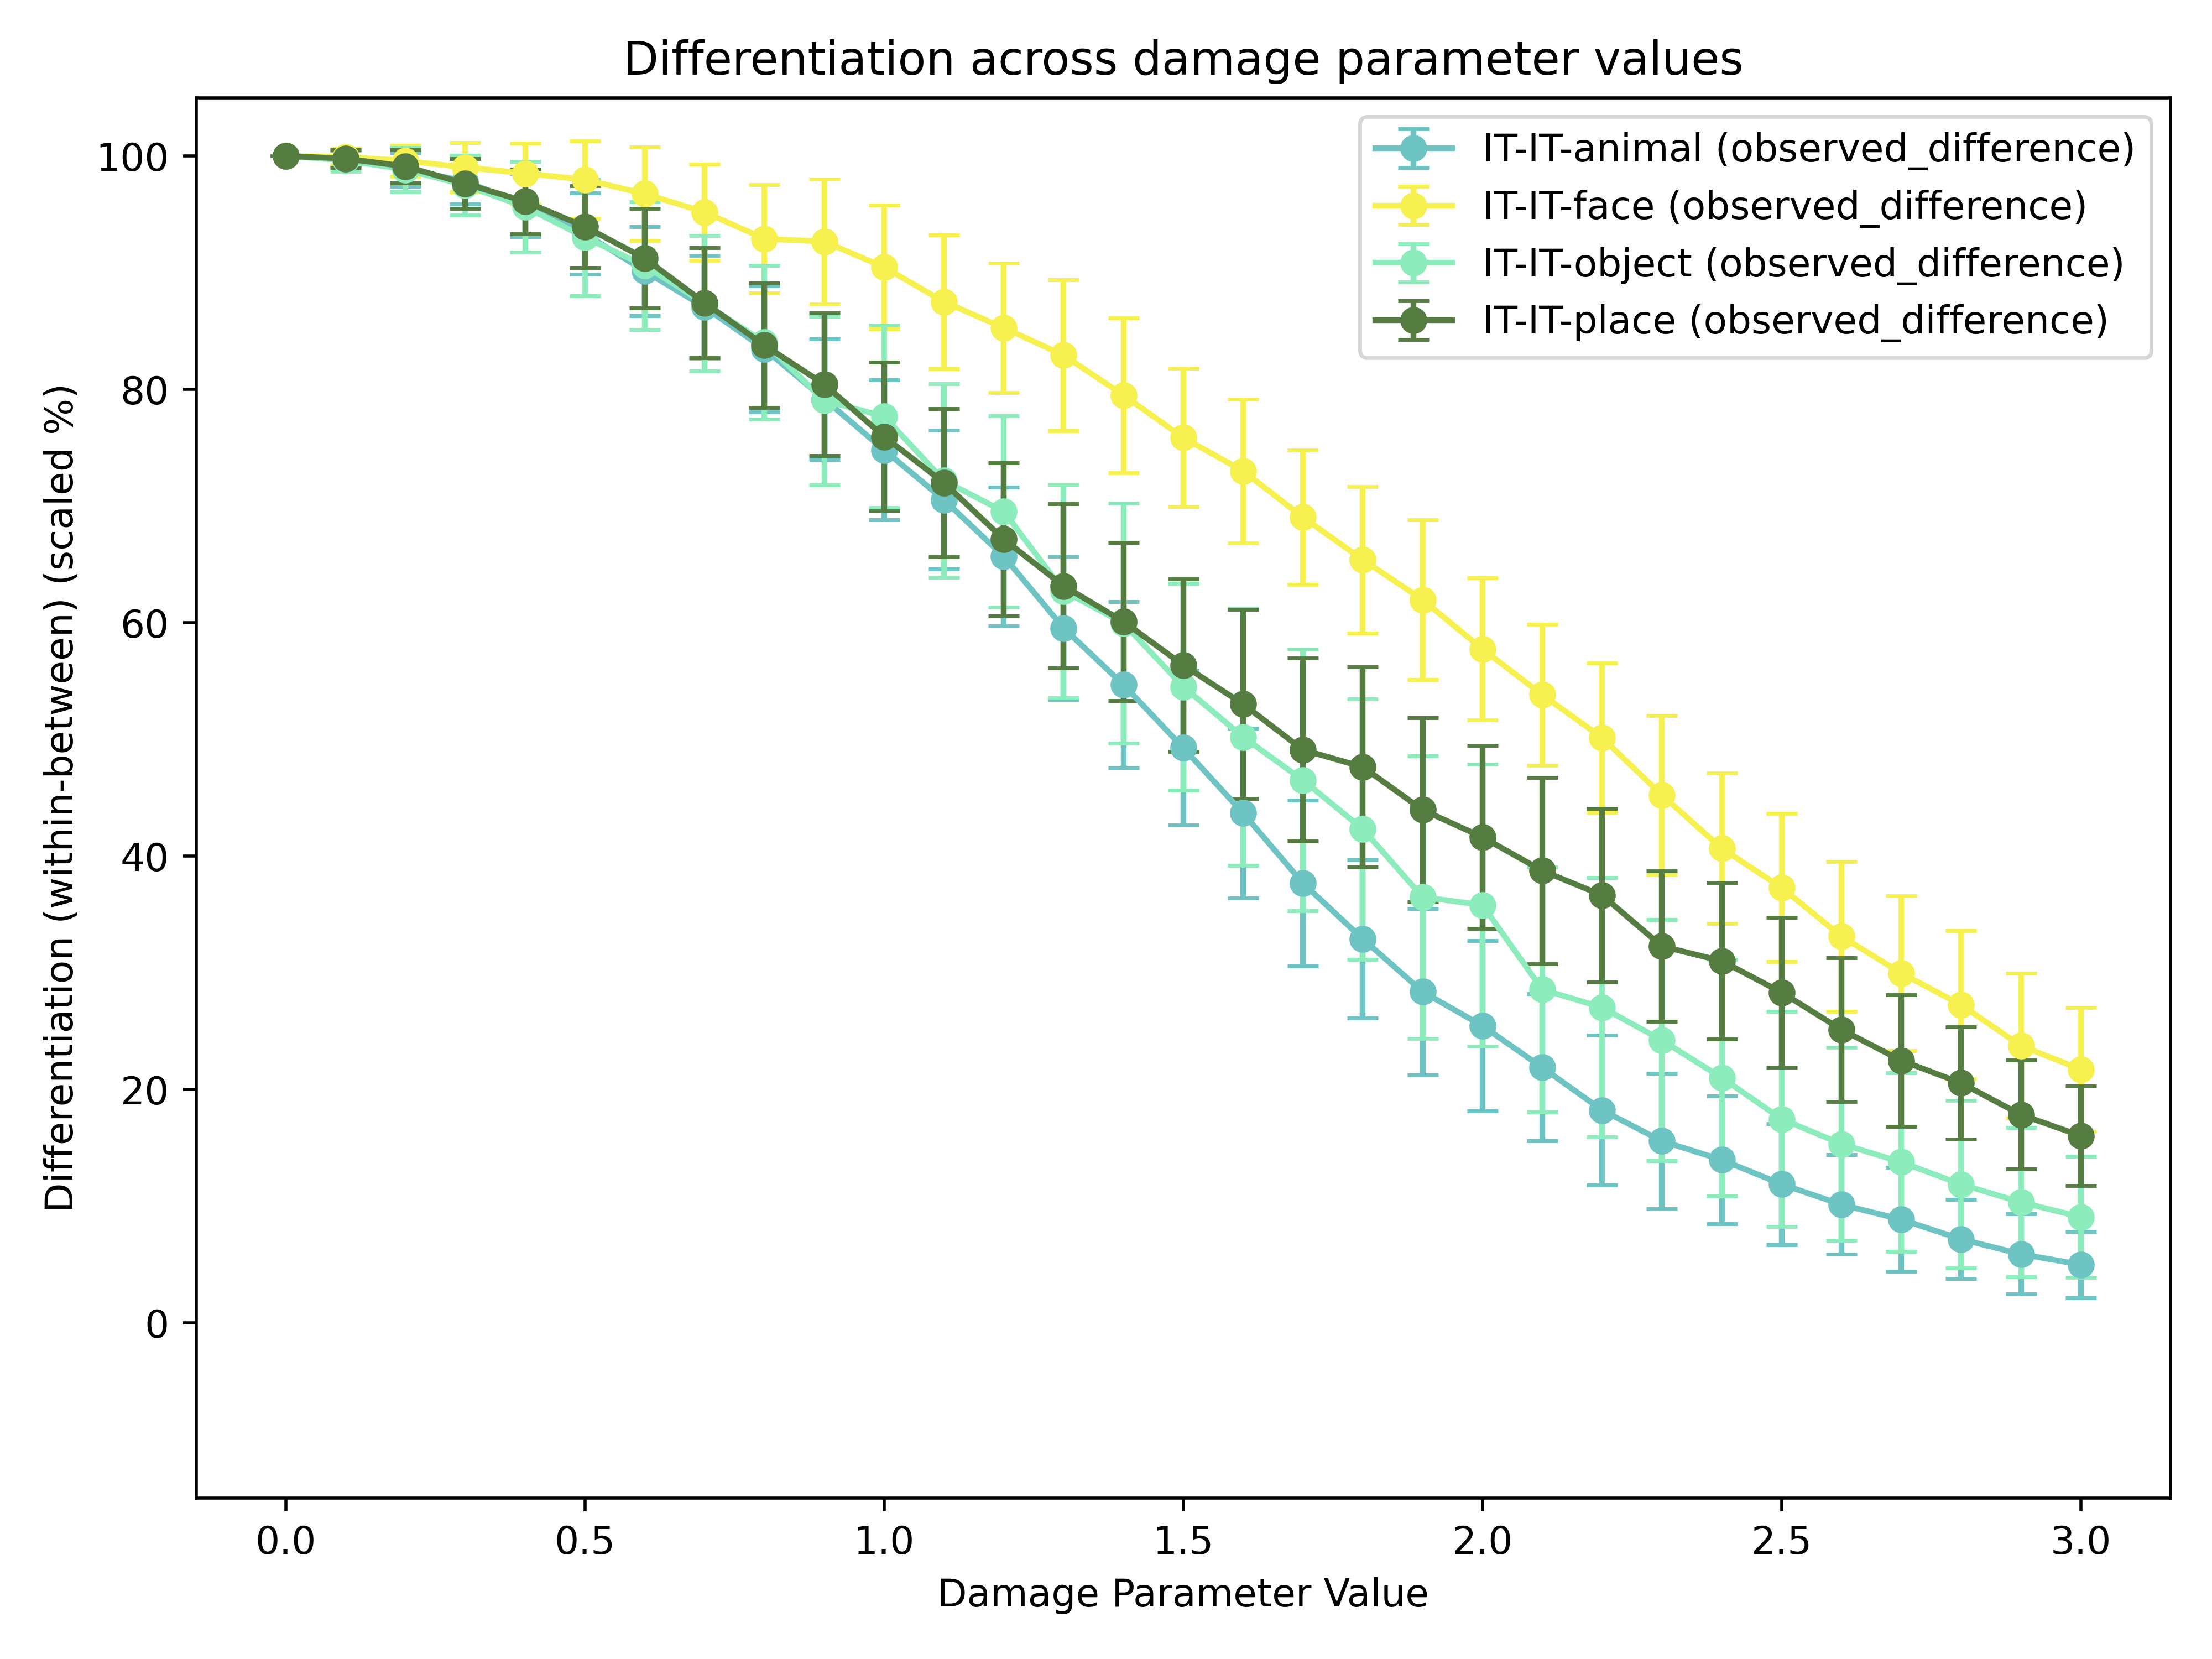 Differentiation across damage parameter values
IT-IT-animal (observed_difference)
IT-IT-face (observed_difference)
IT-IT-object (observed_difference)
IT-IT-place (observed_difference)
Differentiation (within-between) (scaled %)
100
80
60
40
20
0
0.0 0.5 1.0 1.5 2.0 2.5 3.0
Damage Parameter Value